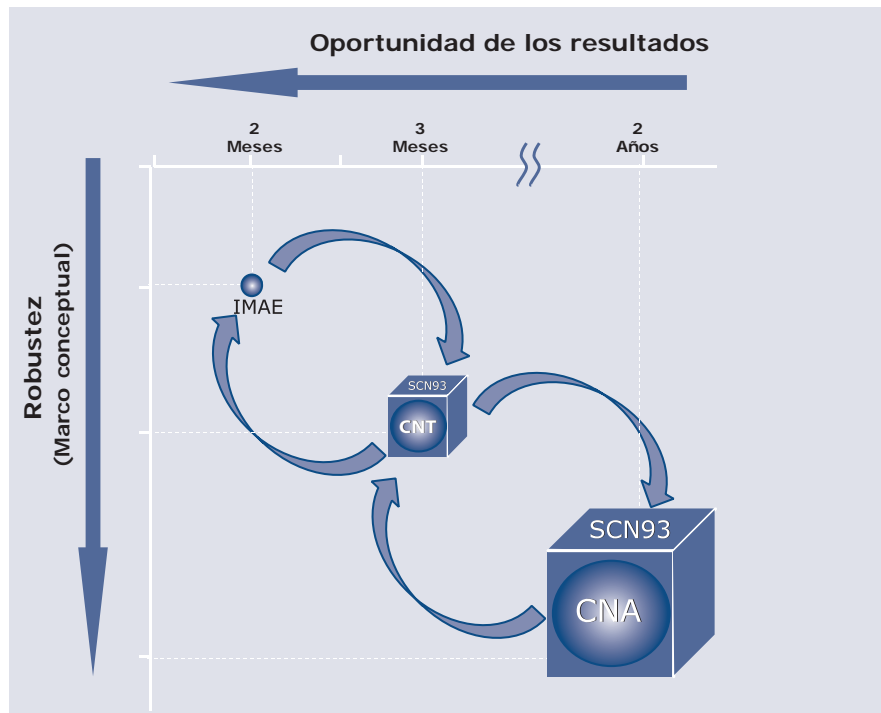 Oportunidad de los resultados
2
Meses
3
Meses
2
Años
Robustez
(Marco conceptual)
IMAE
SCN93
CNT
SCN93
CNA